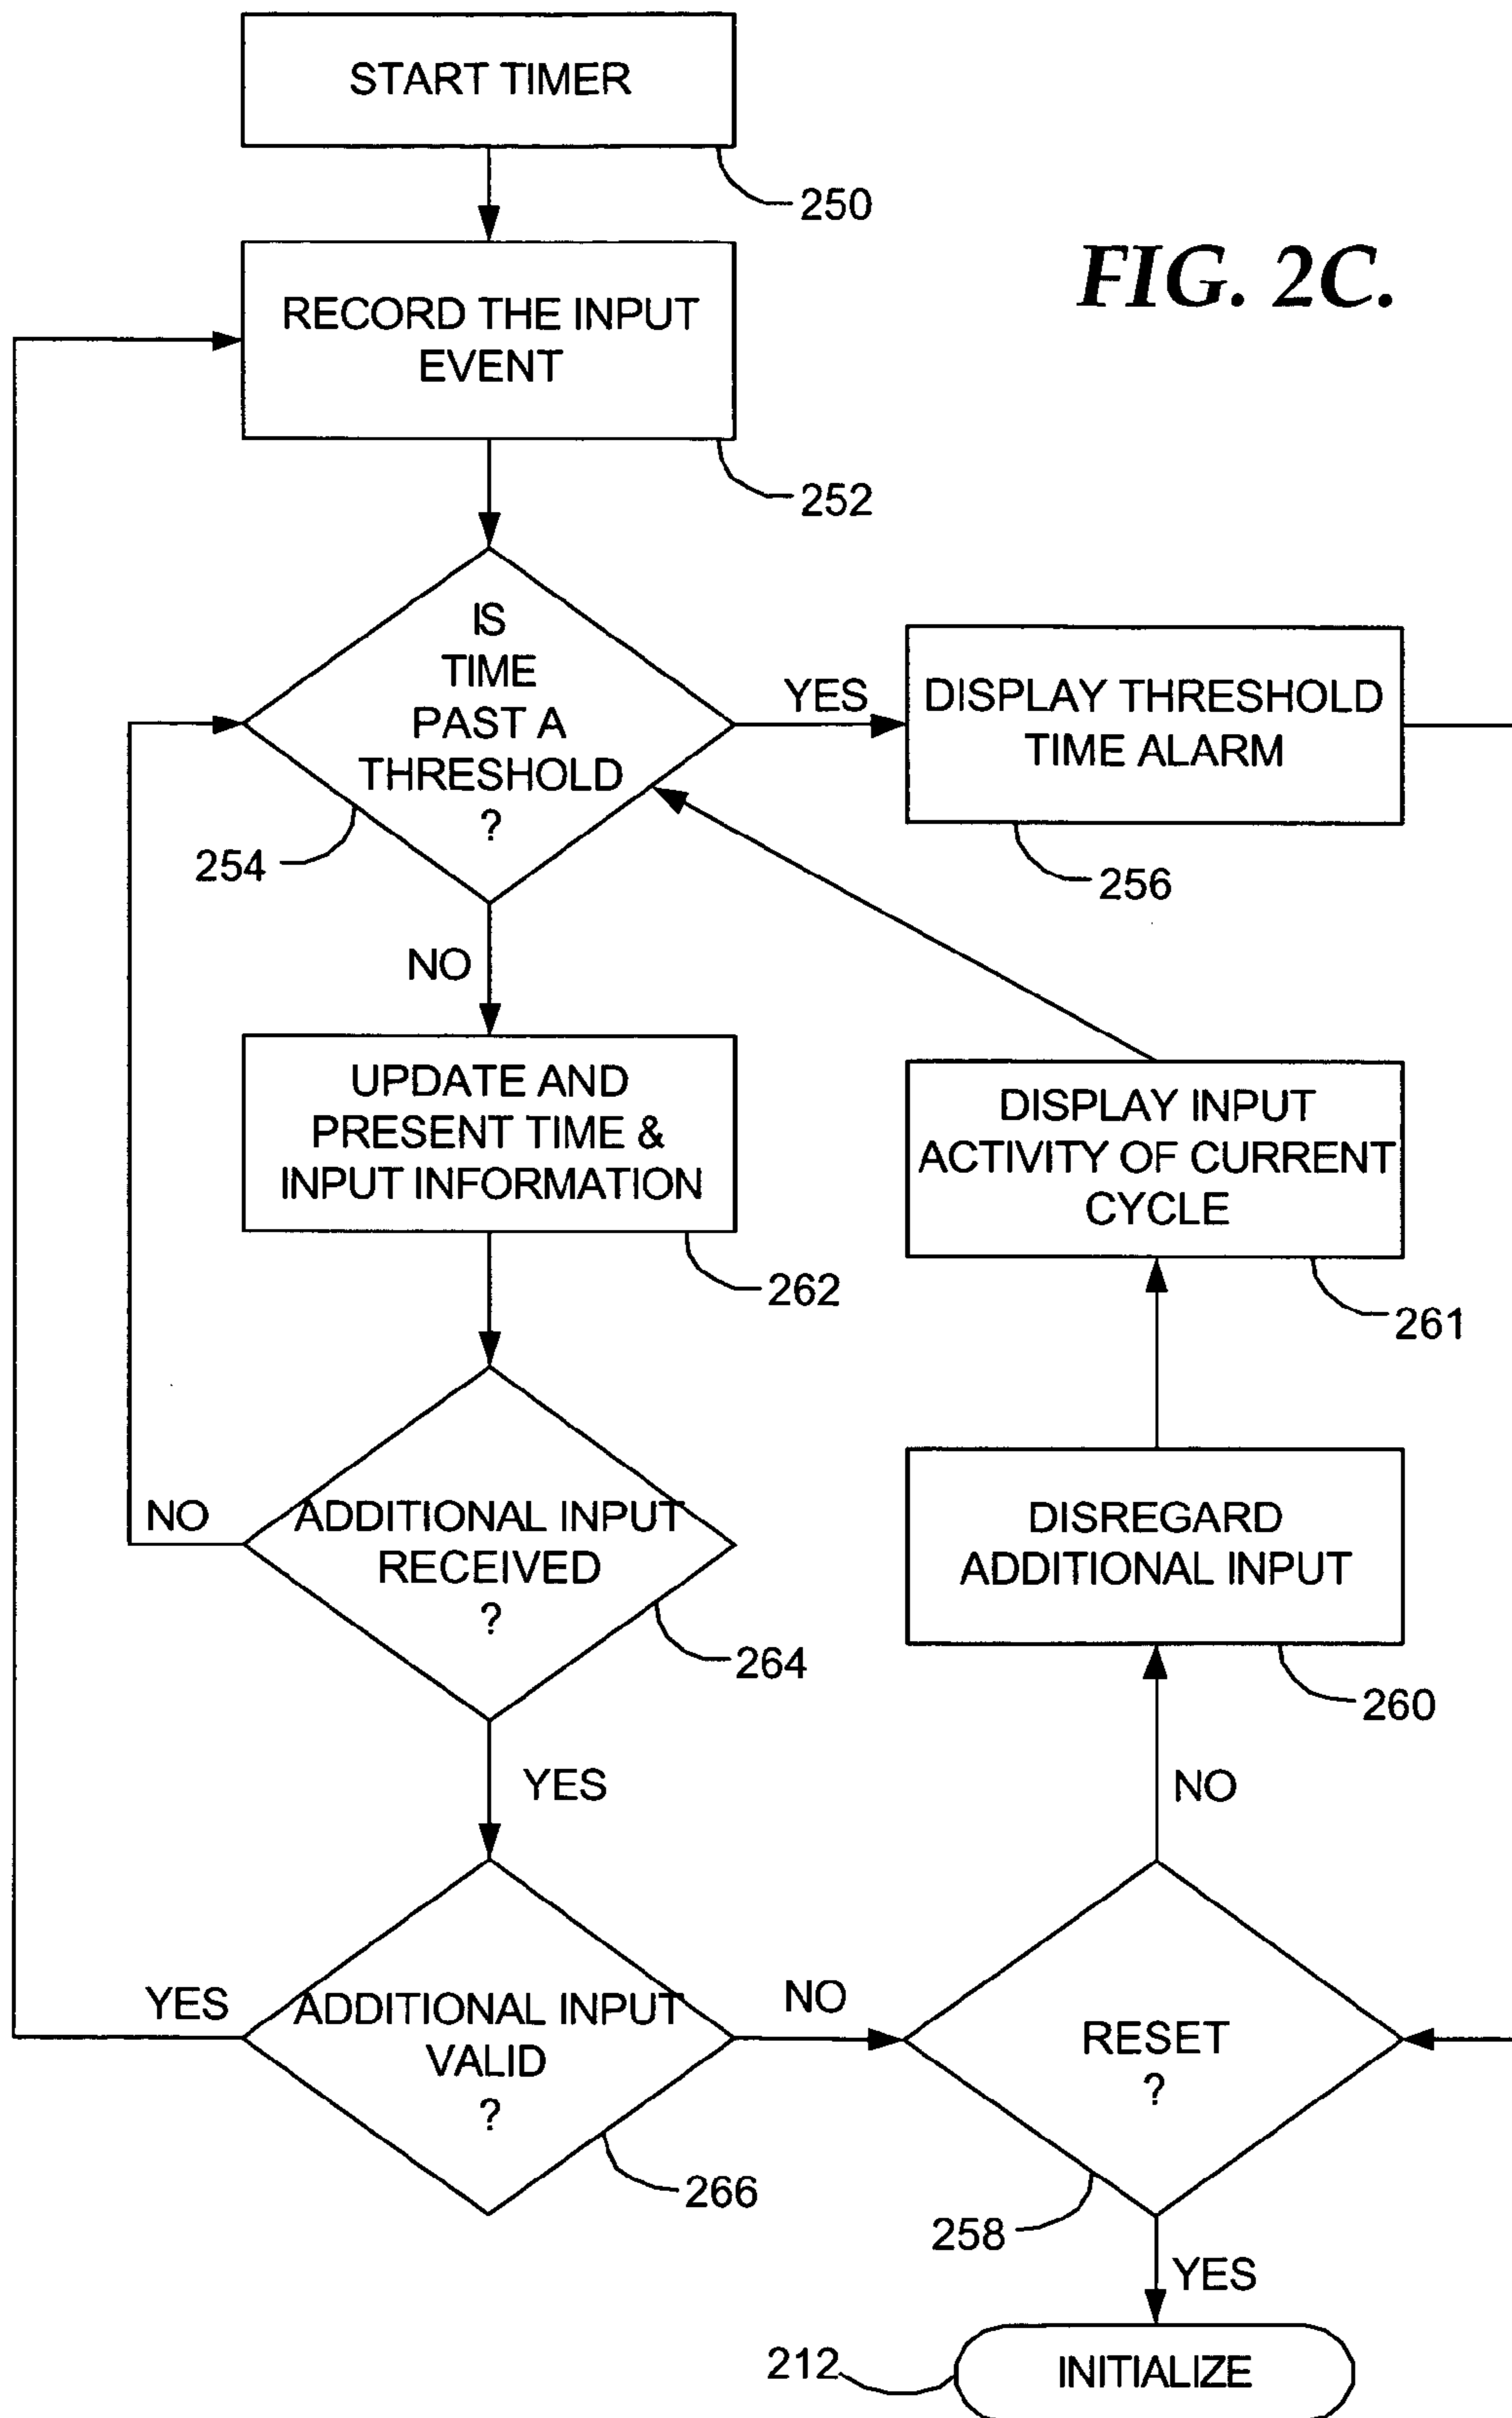 START TIMER
250
FIG. 2C.
RECORD THE INPUT
EVENT
252
IS
TIME
PAST A
THRESHOLD
?
254
YES
DISPLAY THRESHOLD
TIME ALARM
256
NO
UPDATE AND
PRESENT TIME &
INPUT INFORMATION
262
DISPLAY INPUT
ACTIVITY OF CURRENT
CYCLE
261
ADDITIONAL INPUT
RECEIVED
?
NO
264
DISREGARD
ADDITIONAL INPUT
260
YES
NO
ADDITIONAL INPUT
VALID
?
YES
NO
266
RESET
?
258
YES
212
INITIALIZE